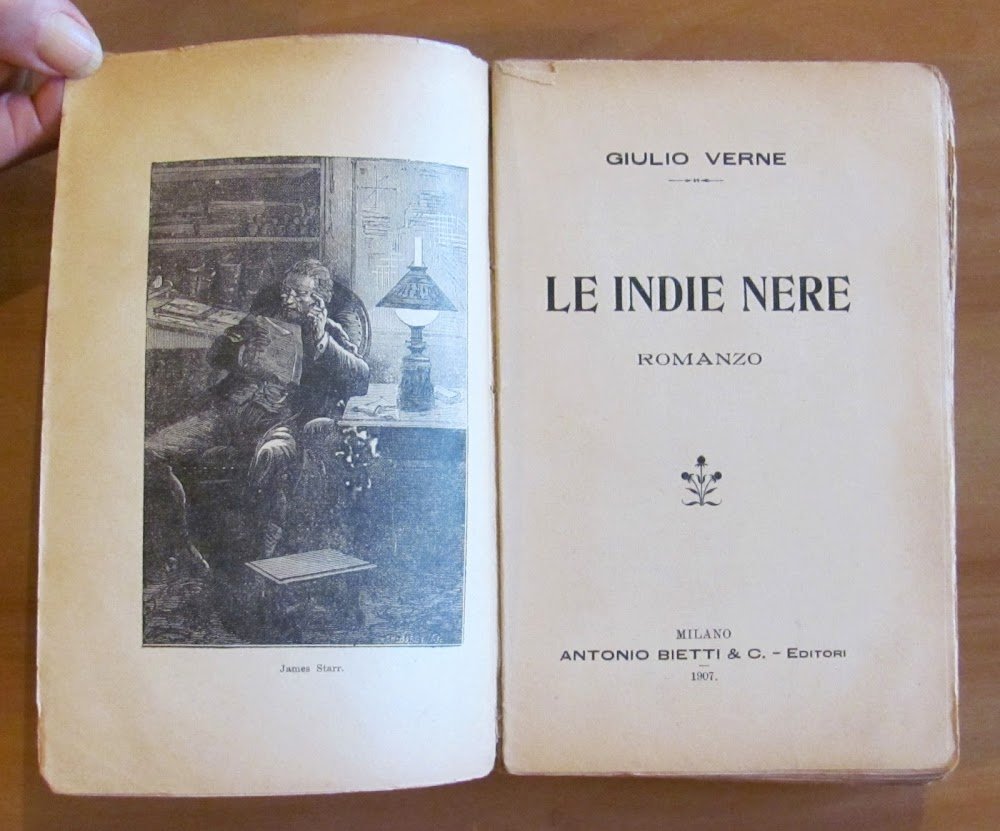 James Starr.
GIULIO VERNE
LE INDIE NERE
ROMANZO
MILANO
ANTONIO BIETTI & C. - EDITORI
1907.